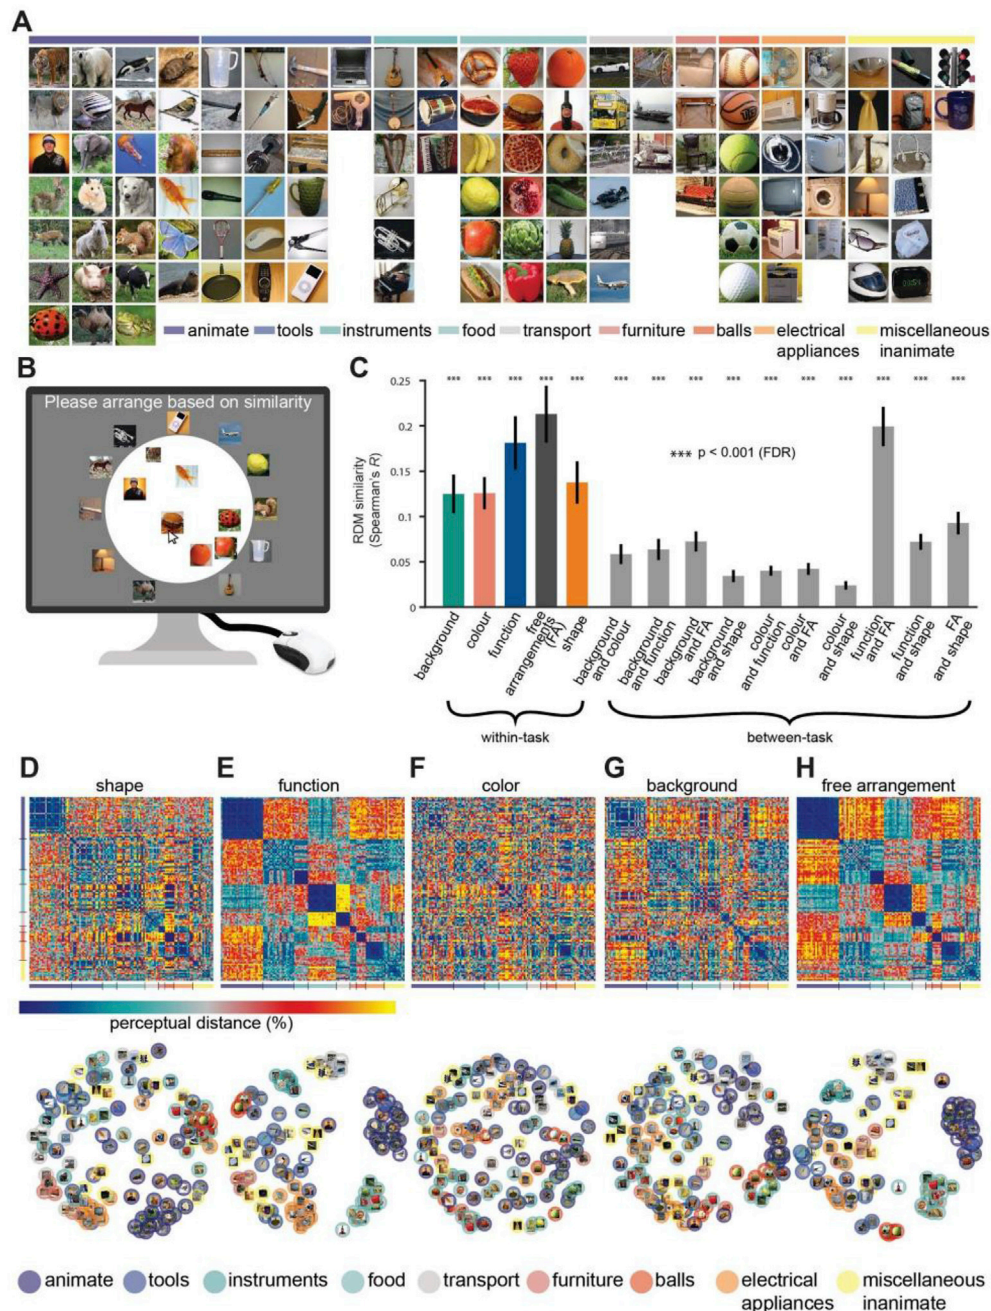 A
animate
tools
instruments
food
transport
furniture
balls
electrical
appliances
miscellaneous
inanimate
B
Please arrange based on similarity
C
RDM similarity
(Spearman's R)
0.25
0.2
0.15
0.1
0.05
0
*** *** *** *** *** *** *** *** *** *** *** *** *** *** ***
*** p < 0.001 (FDR)
background
colour
function
free
arrangements
(FA)
shape
background
and colour
background
and function
background
and FA
background
and shape
colour
and function
colour
and FA
colour
and shape
function
and FA
function
and shape
FA
and shape
within-task
between-task
D
shape
E
function
F
color
G
background
H
free arrangement
perceptual distance (%)
animate
tools
instruments
food
transport
furniture
balls
electrical
appliances
miscellaneous
inanimate